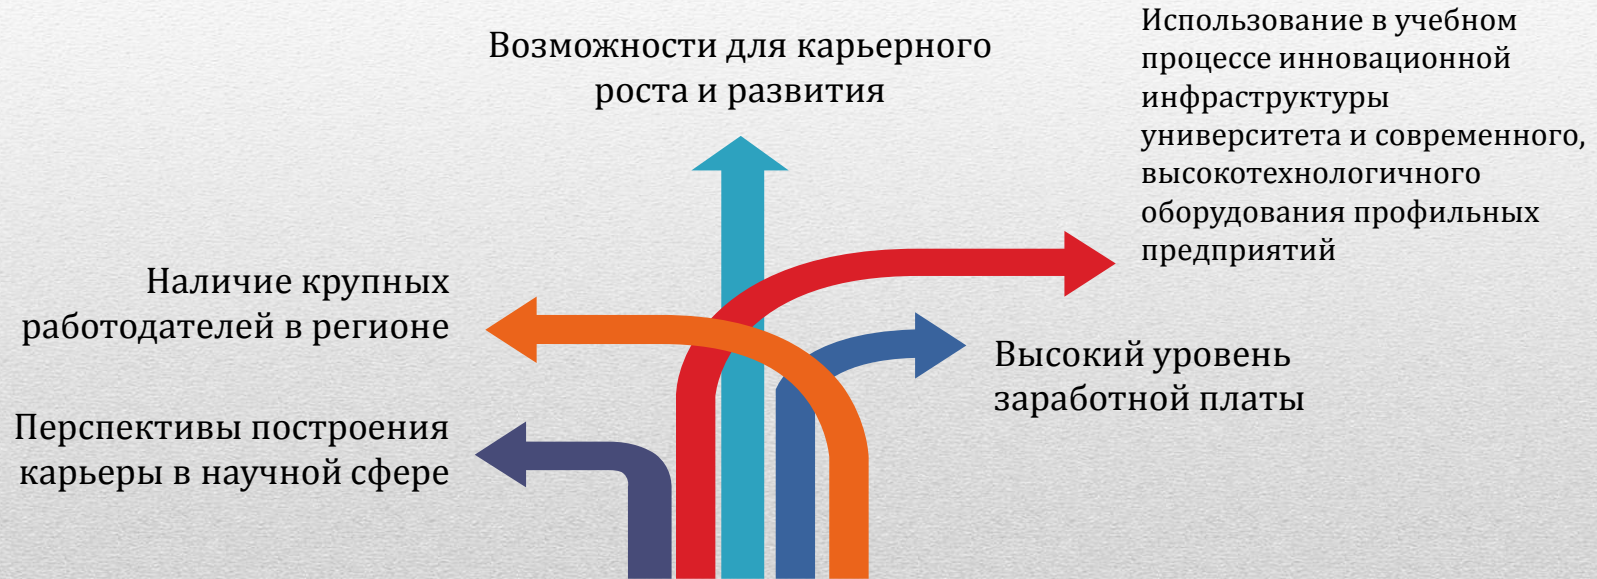 Возможности для карьерного
роста и развития
Использование в учебном
процессе инновационной
инфраструктуры
университета и современного,
высокотехнологичного
оборудования профильных
предприятий
Наличие крупных
работодателей в регионе
Высокий уровень
заработной платы
Перспективы построения
карьеры в научной сфере